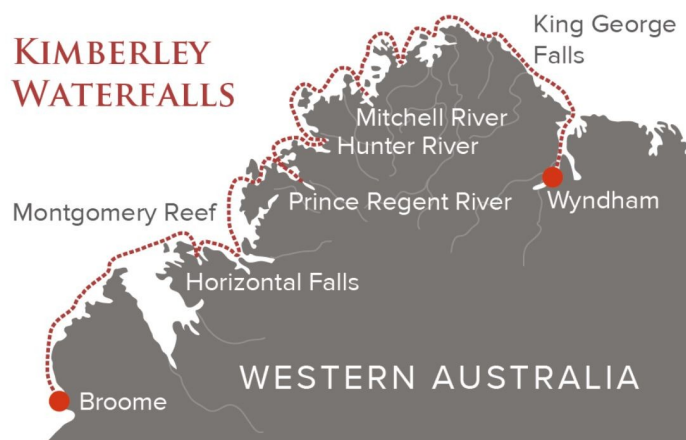 KIMBERLEY
WATERFALLS
King George
Falls
Mitchell River
Hunter River
Prince Regent River
Wyndham
Montgomery Reef
Horizontal Falls
WESTERN AUSTRALIA
Broome